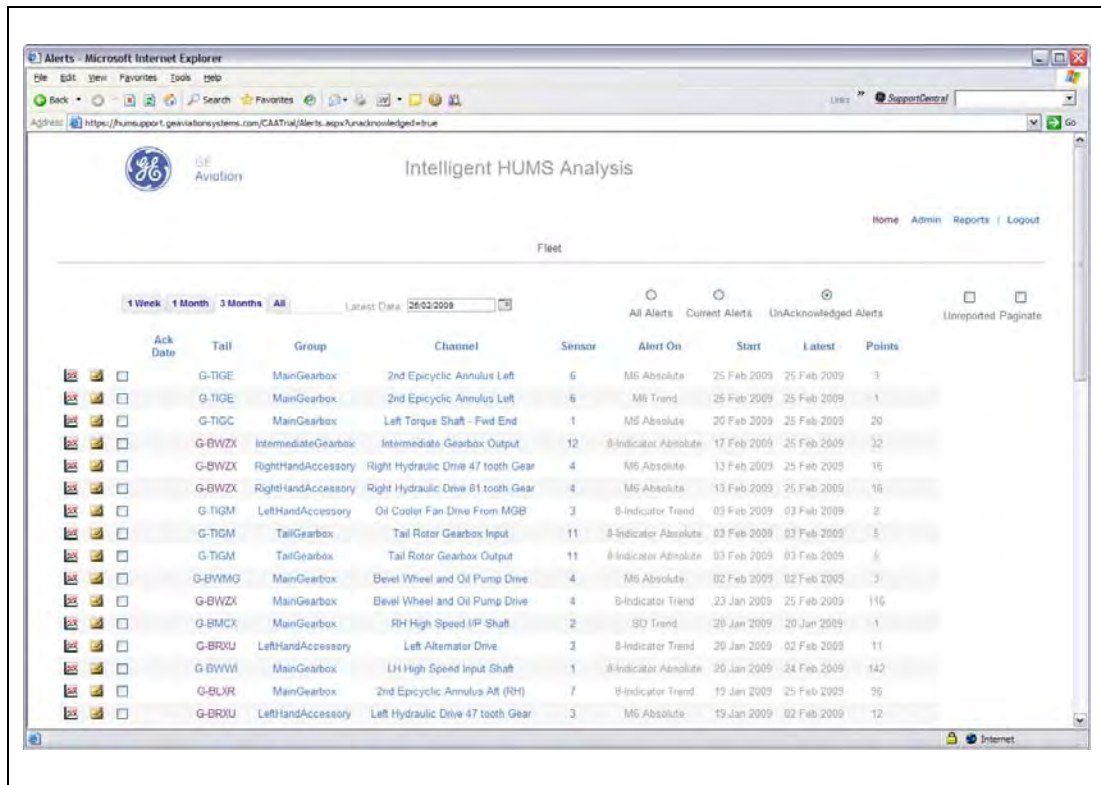 Alerts - Microsoft Internet Explorer
File Edit View Favorites Tools Help
Back Search Favorites Links » SupportCentral
Address https://humsupport.geaviationsystems.com/CAATrial/Alerts.aspx?unacknowledged=true Go
GE Aviation
Intelligent HUMS Analysis
Home Admin Reports | Logout
Fleet
1 Week 1 Month 3 Months All Latest Date 26/02/2009 All Alerts Current Alerts UnAcknowledged Alerts Unreported Paginate
Ack Date Tail Group Channel Sensor Alert On Start Latest Points
G-TIGE MainGearbox 2nd Epicyclic Annulus Left 6 M6 Absolute 25 Feb 2009 25 Feb 2009 3
G-TIGE MainGearbox 2nd Epicyclic Annulus Left 6 M6 Trend 25 Feb 2009 25 Feb 2009 1
G-TIGC MainGearbox Left Torque Shaft - Fwd End 1 M6 Absolute 20 Feb 2009 25 Feb 2009 20
G-BWZX IntermediateGearbox Intermediate Gearbox Output 12 8-Indicator Absolute 17 Feb 2009 25 Feb 2009 32
G-BWZX RightHandAccessory Right Hydraulic Drive 47 tooth Gear 4 M6 Absolute 13 Feb 2009 25 Feb 2009 16
G-BWZX RightHandAccessory Right Hydraulic Drive 81 tooth Gear 4 M6 Absolute 13 Feb 2009 25 Feb 2009 16
G-TIGM LeftHandAccessory Oil Cooler Fan Drive From MGB 3 8-Indicator Trend 03 Feb 2009 03 Feb 2009 2
G-TIGM TailGearbox Tail Rotor Gearbox Input 11 8-Indicator Absolute 03 Feb 2009 03 Feb 2009 5
G-TIGM TailGearbox Tail Rotor Gearbox Output 11 8-Indicator Absolute 03 Feb 2009 03 Feb 2009
G-BWMG MainGearbox Bevel Wheel and Oil Pump Drive 4 M6 Absolute 02 Feb 2009 02 Feb 2009 3
G-BWZX MainGearbox Bevel Wheel and Oil Pump Drive 4 8-Indicator Trend 23 Jan 2009 25 Feb 2009 116
G-BMCX MainGearbox RH High Speed I/P Shaft 2 SO Trend 20 Jan 2009 20 Jan 2009 1
G-BRXU LeftHandAccessory Left Alternator Drive 3 8-Indicator Trend 20 Jan 2009 02 Feb 2009 11
G-BWWI MainGearbox LH High Speed Input Shaft 1 8-Indicator Absolute 20 Jan 2009 24 Feb 2009 142
G-BLXR MainGearbox 2nd Epicyclic Annulus Aft (RH) 7 8-Indicator Trend 19 Jan 2009 25 Feb 2009 96
G-BRXU LeftHandAccessory Left Hydraulic Drive 47 tooth Gear 3 M6 Absolute 19 Jan 2009 02 Feb 2009 12
Internet